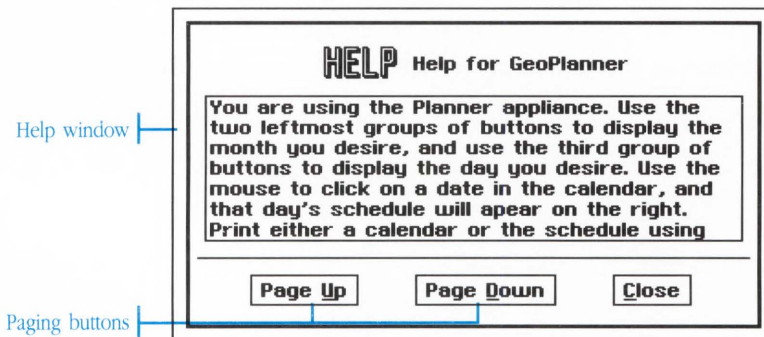 HELP Help for GeoPlanner
You are using the Planner appliance. Use the
two leftmost groups of buttons to display the
month you desire, and use the third group of
buttons to display the day you desire. Use the
mouse to click on a date in the calendar, and
that day's schedule will apear on the right.
Print either a calendar or the schedule using
Help window
Page Up Page Down Close
Paging buttons